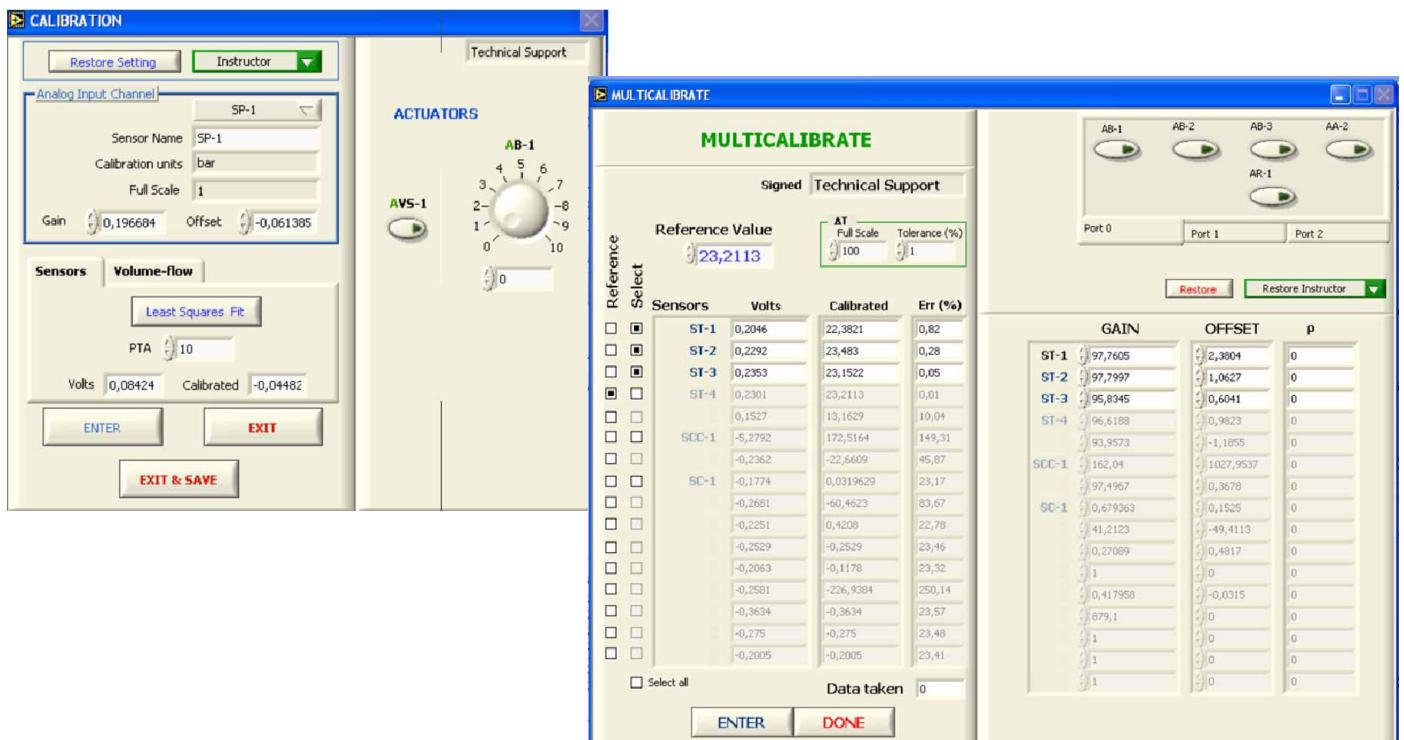 CALIBRATION
Restore Setting Instructor
Analog Input Channel
SP-1
Sensor Name SP-1
Calibration units bar
Full Scale 1
Gain 0,196684 Offset -0,061385
Sensors Volume-flow
Least Squares Fit
PTA 10
Volts 0,08424 Calibrated -0,04482
ENTER EXIT
EXIT & SAVE
Technical Support
ACTUATORS
AB-1
AVS-1
0 1 2 3 4 5 6 7 8 9 10
0
MULTICALIBRATE
MULTICALIBRATE
Signed Technical Support
Reference Value
23,2113
AT
Full Scale Tolerance (%)
100 1
Reference Select
Sensors Volts Calibrated Err (%)
ST-1 0,2046 22,3821 0,82
ST-2 0,2292 23,483 0,28
ST-3 0,2353 23,1522 0,05
ST-4 0,2301 23,2113 0,01
0,1527 13,1629 10,04
SCC-1 -5,2792 172,5164 149,31
-0,2362 -22,6609 45,87
SC-1 -0,1774 0,0319629 23,17
-0,2681 -60,4623 83,67
-0,2251 0,4208 22,78
-0,2529 -0,2529 23,46
-0,2063 -0,1178 23,32
-0,2581 -226,9384 250,14
-0,3634 -0,3634 23,57
-0,275 -0,275 23,48
-0,2005 -0,2005 23,41
Select all
Data taken 0
ENTER DONE
AB-1 AB-2 AB-3 AA-2
AR-1
Port 0 Port 1 Port 2
Restore Restore Instructor
GAIN OFFSET ρ
ST-1 97,7605 2,3804 0
ST-2 97,7997 1,0627 0
ST-3 95,8345 0,6041 0
ST-4 96,6188 0,9823 0
93,9573 -1,1855 0
SCC-1 162,04 1027,9537 0
97,4967 0,3678 0
SC-1 0,679363 0,1525 0
41,2123 -49,4113 0
0,27089 0,4817 0
1 0 0
0,417958 -0,0315 0
879,1 0 0
1 0 0
1 0 0
1 0 0